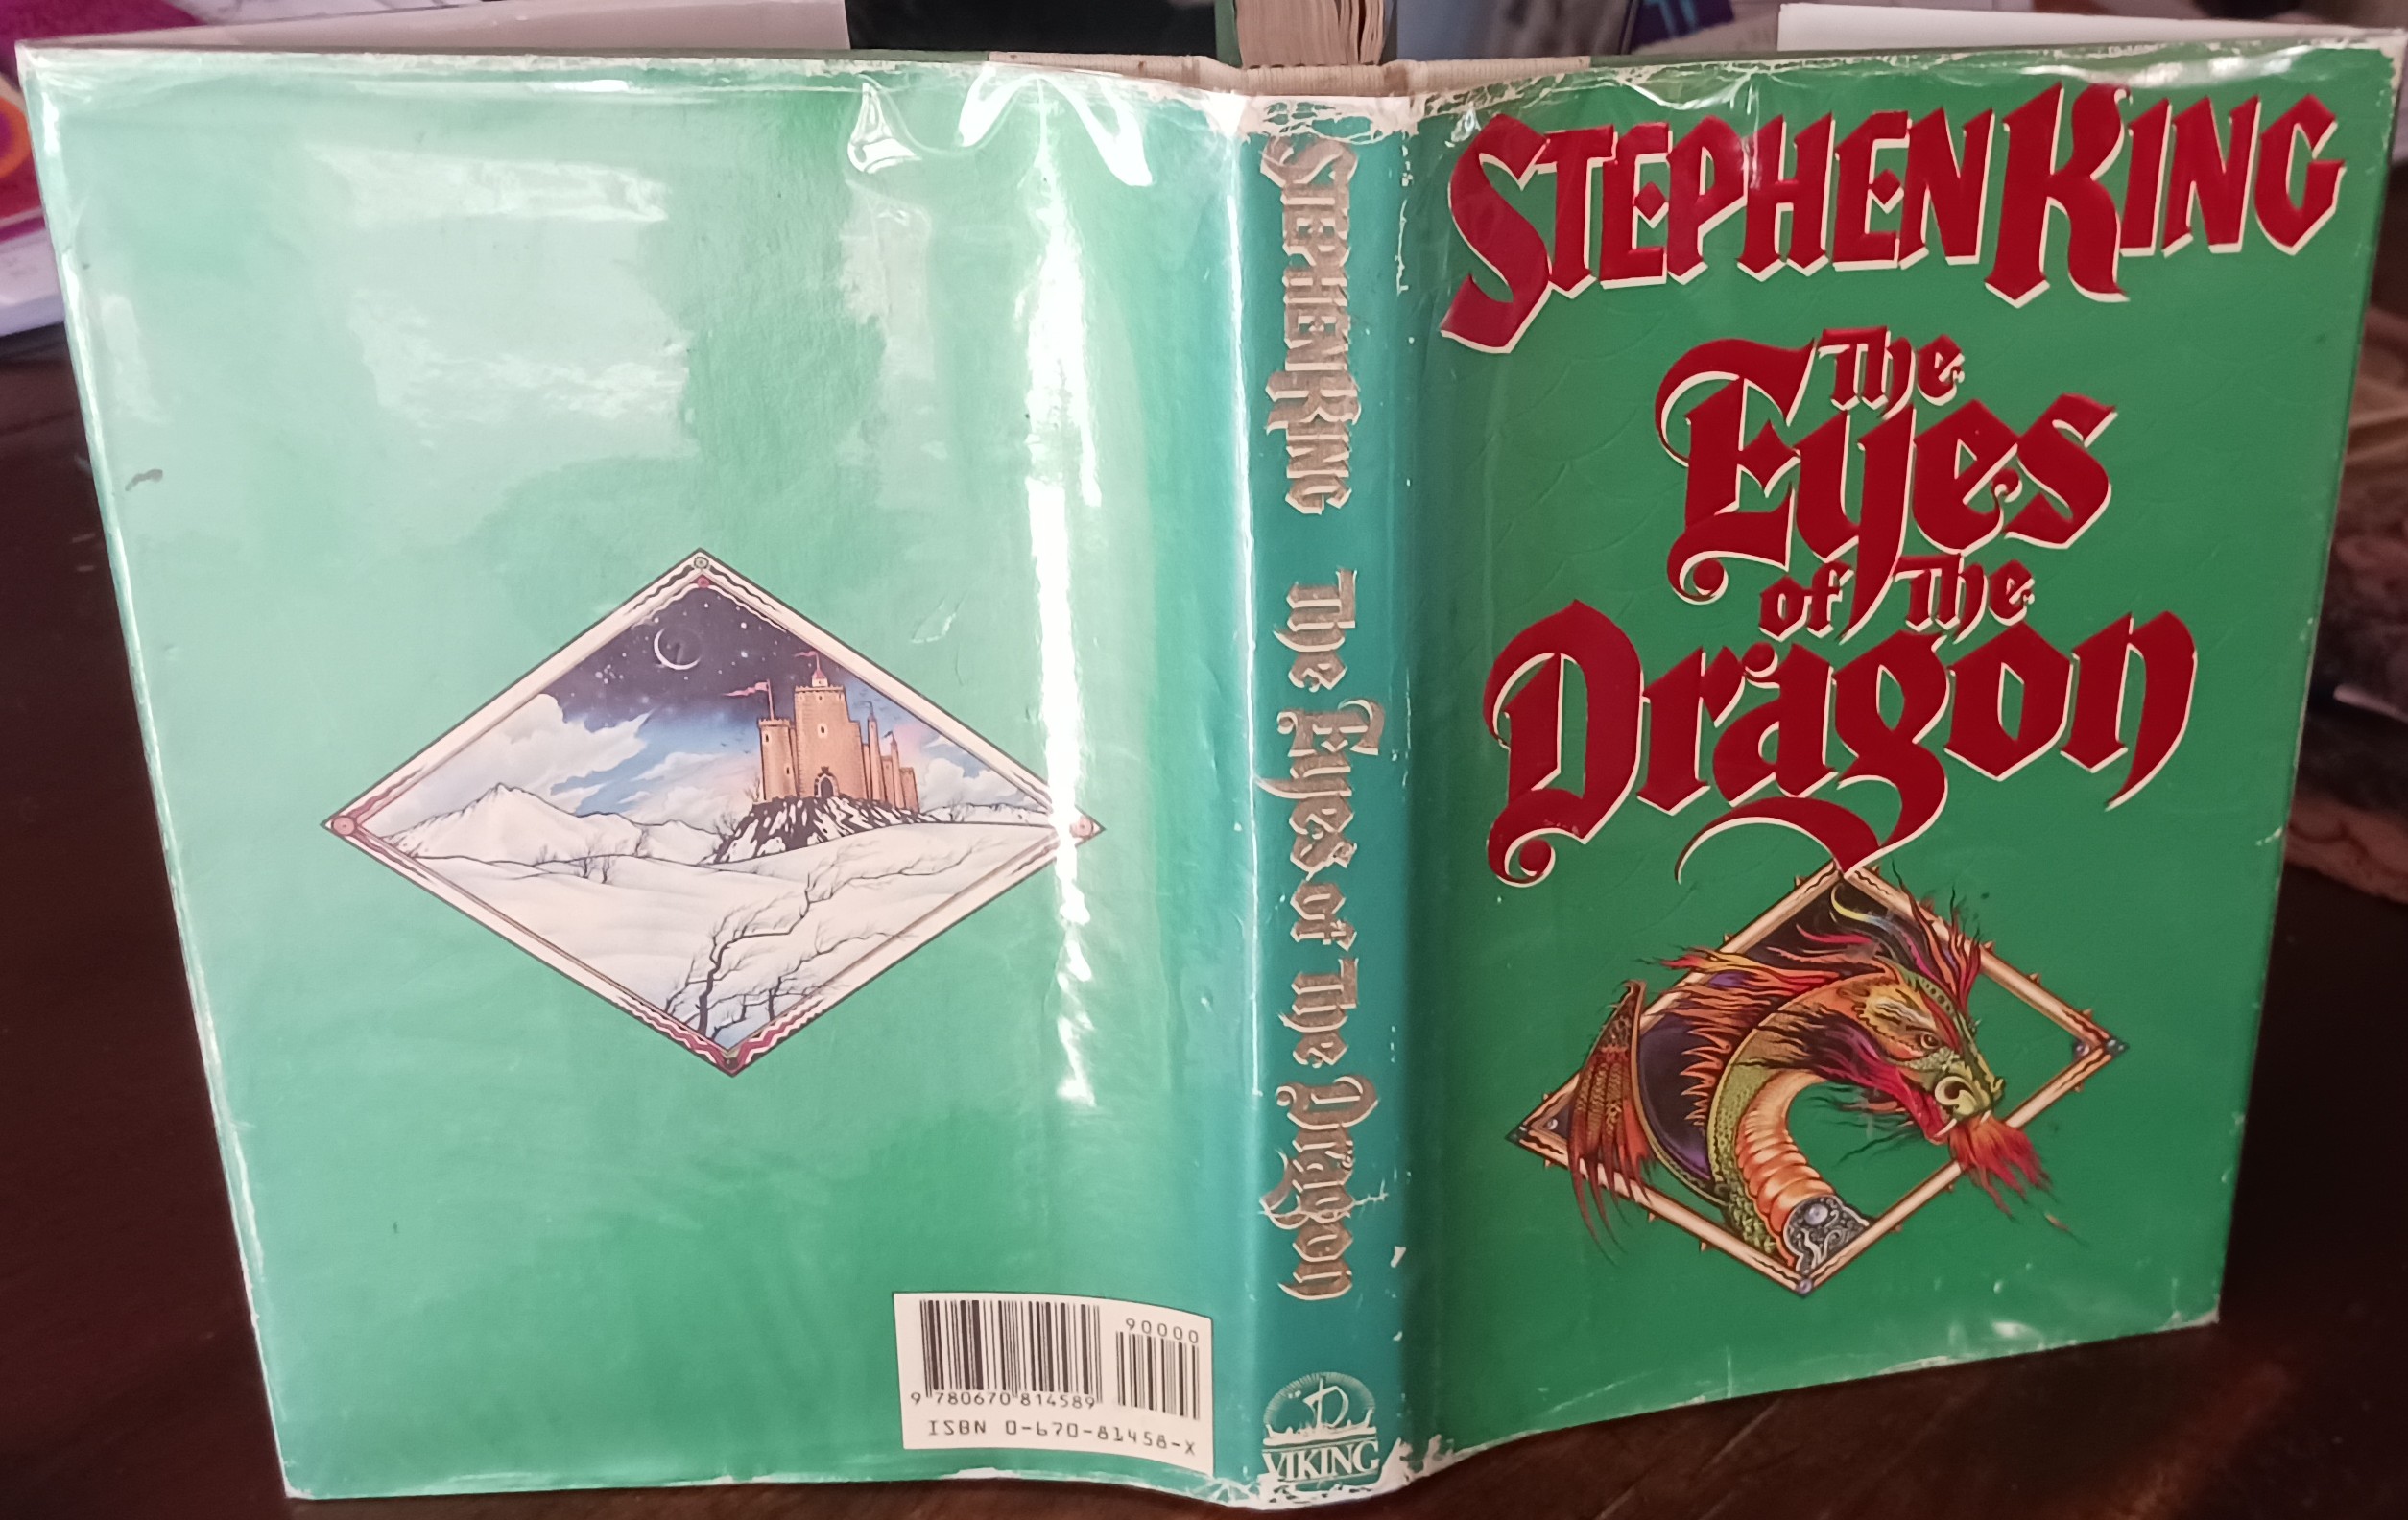 STEPHEN KING
The
Eyes
of The
Dragon
STEPHEN KING The Eyes of The Dragon
VIKING
90000
9 780670 814589
ISBN 0-670-81458-X